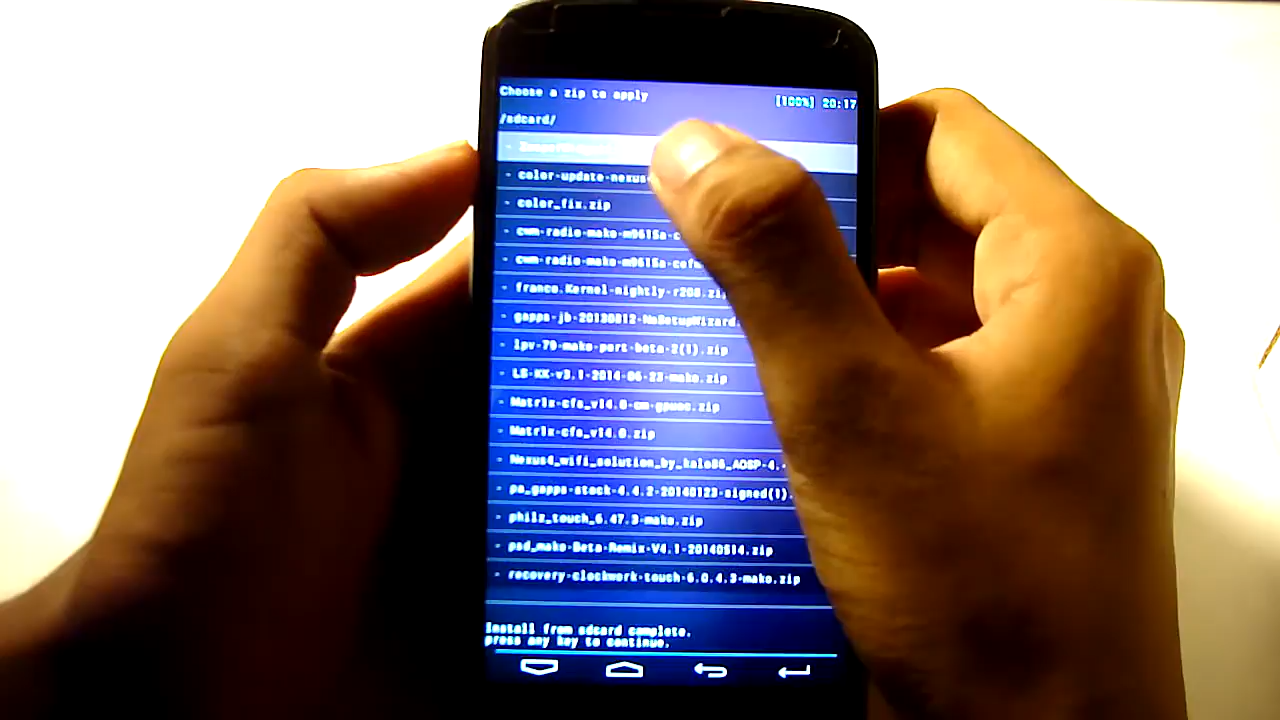 Choose a zip to apply
[100%] 20:17
/sdcard/
- color-update-nexus
- color_fix.zip
- cwm-radio-mako-m9615a-c
- cwm-radio-mako-m9615a-cefw
- franco.Kernel-nightly-r208.zip
- gapps-jb-20130812-NoSetupWizard
- lpv-79-mako-port-beta-2(1).zip
- LS-KK-v3.1-2014-06-23-mako.zip
- Matr1x-cfs_v14.0-cm-gpuoc.zip
- Matr1x-cfs_v14.0.zip
- Nexus4_wifi_solution_by_kalo86_AOSP-4.
- pa_gapps-stock-4.4.2-20140123-signed(1).
- philz_touch_6.47.3-mako.zip
- psd_mako-Beta-Remix-V4.1-20140514.zip
- recovery-clockwork-touch-6.0.4.3-mako.zip
Install from sdcard complete.
press any key to continue.